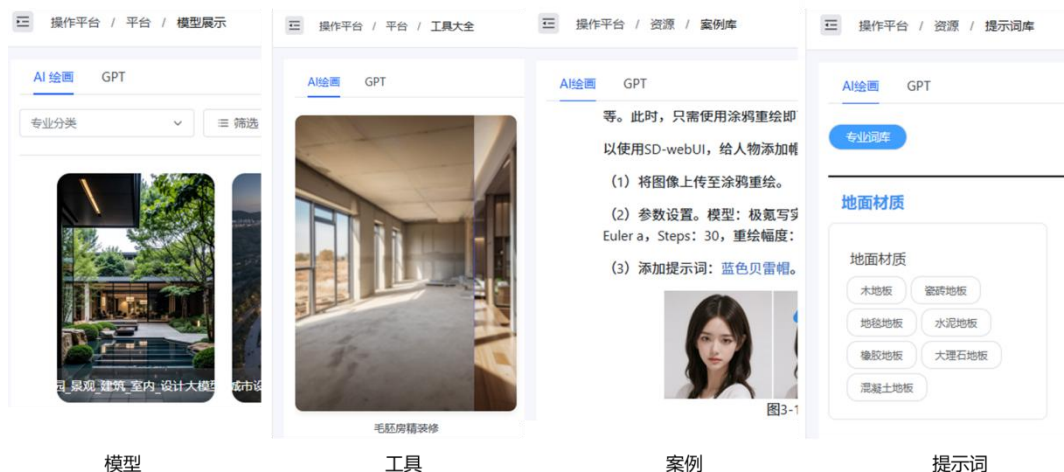 操作平台 / 平台 / 模型展示
AI 绘画 GPT
专业分类
筛选
景观_建筑_室内_设计大模型
模型
操作平台 / 平台 / 工具大全
AI绘画 GPT
毛胚房精装修
工具
操作平台 / 资源 / 案例库
AI绘画 GPT
等。此时，只需使用涂鸦重绘即
以使用SD-webUI，给人物添加帽
（1）将图像上传至涂鸦重绘。
（2）参数设置。模型：极氪写实
Euler a，Steps：30，重绘幅度：
（3）添加提示词：蓝色贝雷帽。
图3-1
案例
操作平台 / 资源 / 提示词库
AI绘画 GPT
专业词库
地面材质
地面材质
木地板 瓷砖地板
地毯地板 水泥地板
橡胶地板 大理石地板
混凝土地板
提示词